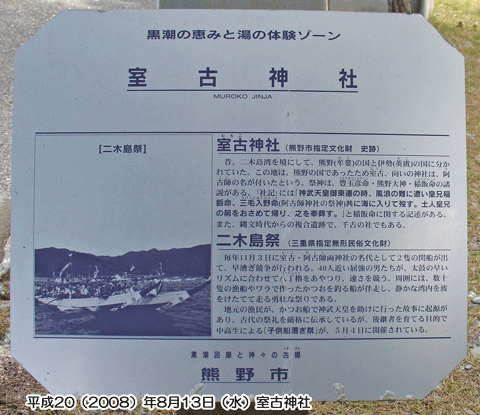 黒潮の恵みと湯の体験ゾーン
室古神社
MUROKO JINJA
[二木島祭]
むろこ
室古神社（熊野市指定文化財 史跡）
昔、二木島湾を境にして、熊野(牟婁)の国と伊勢(英虞)の国に分か
れていた。この地は、熊野の国であったため室古、向いの神社は、阿
古師の名が付いたという。祭神は、豊玉彦命・熊野大神・稲飯命の諸
説がある。「社記」には「神武天皇御東遷の時、風浪の難に遭い皇兄稲
飯命、三毛入野命(阿古師神社の祭神)共に海に入りて歿す。土人皇兄
の屍をおさめて帰り、之を奉葬す。」と稲飯命に関する記述がある。
また、縄文時代からの複合遺跡で、千古の社でもある。
二木島祭（三重県指定無形民俗文化財）
毎年11月3日に室古・阿古師両神社の名代として2隻の関船が出
て、早漕ぎ競争が行われる。40人近い屈強の男たちが、太鼓の早い
リズムに合わせて八丁櫓をあやつり、速さを競う。周囲には、数十
隻の漁船やワラで作ったかつおを釣る船が伴走し、静かな湾内を波
をけたてて走る勇壮な祭りである。
地元の漁民が、かつお船で神武天皇を助けに行った故事に起源が
あり、古代の祭礼を厳格に伝承しているが、後継者を育てる目的で
中高生による「子供船漕ぎ祭」が、5月4日に開催されている。
黒潮回廊と神々の古郷
熊野市
平成20（2008）年8月13日（水）室古神社